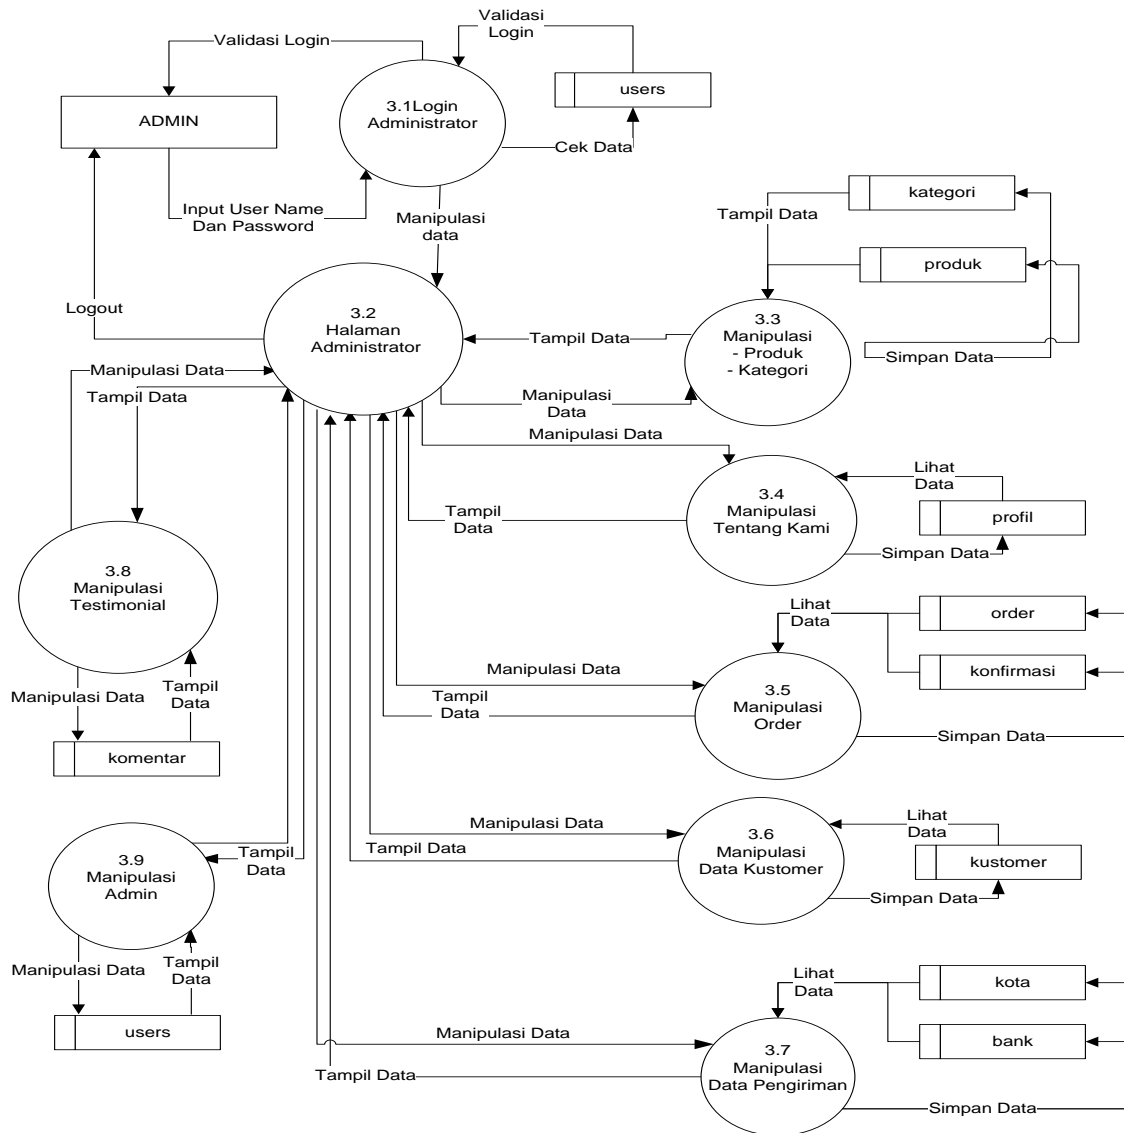 Validasi
Login
Validasi Login
users
3.1Login
Administrator
ADMIN
Cek Data
Input User Name
Dan Password
Manipulasi
data
kategori
Tampil Data
produk
Logout
3.2
Halaman
Administrator
Tampil Data
3.3
Manipulasi
- Produk
- Kategori
Simpan Data
Manipulasi Data
Tampil Data
Manipulasi
Data
Manipulasi Data
Lihat
Data
3.4
Manipulasi
Tentang Kami
Tampil
Data
profil
Simpan Data
3.8
Manipulasi
Testimonial
Lihat
Data
order
konfirmasi
Manipulasi Data
Tampil
Data
Manipulasi Data
Tampil
Data
3.5
Manipulasi
Order
Simpan Data
komentar
Manipulasi Data
Tampil Data
3.6
Manipulasi
Data Kustomer
Lihat
Data
kustomer
Simpan Data
3.9
Manipulasi
Admin
Tampil
Data
Manipulasi Data
Tampil
Data
users
Lihat
Data
kota
bank
Manipulasi Data
Tampil Data
3.7
Manipulasi
Data Pengiriman
Simpan Data